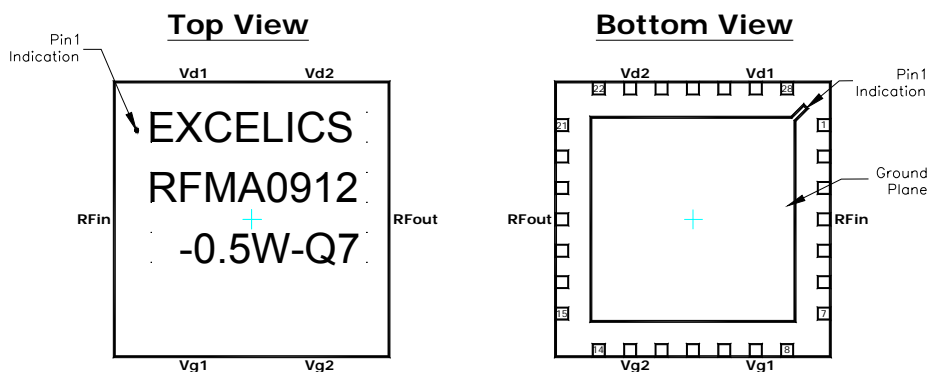 Top View
Pin1
Indication
Vd1
Vd2
EXCELICS
RFMA0912
-0.5W-Q7
RFin
RFout
Vg1
Vg2
Bottom View
Vd2
Vd1
Pin1
Indication
22
28
21
1
Ground
Plane
RFout
RFin
15
7
14
8
Vg2
Vg1